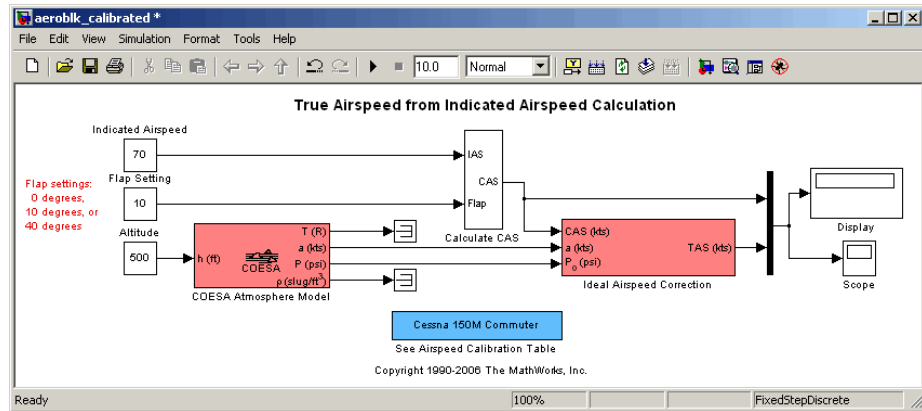 aeroblk_calibrated *
File Edit View Simulation Format Tools Help
10.0 Normal
True Airspeed from Indicated Airspeed Calculation
Indicated Airspeed
70
IAS
CAS
Flap
Calculate CAS
Flap Setting
10
Flap settings:
0 degrees,
10 degrees, or
40 degrees
Altitude
500
h (ft)
COESA
T (R)
a (kts)
P (psi)
ρ (slug/ft³)
COESA Atmosphere Model
CAS (kts)
a (kts)
P₀ (psi)
TAS (kts)
Ideal Airspeed Correction
Display
Scope
Cessna 150M Commuter
See Airspeed Calibration Table
Copyright 1990-2006 The MathWorks, Inc.
Ready 100% FixedStepDiscrete